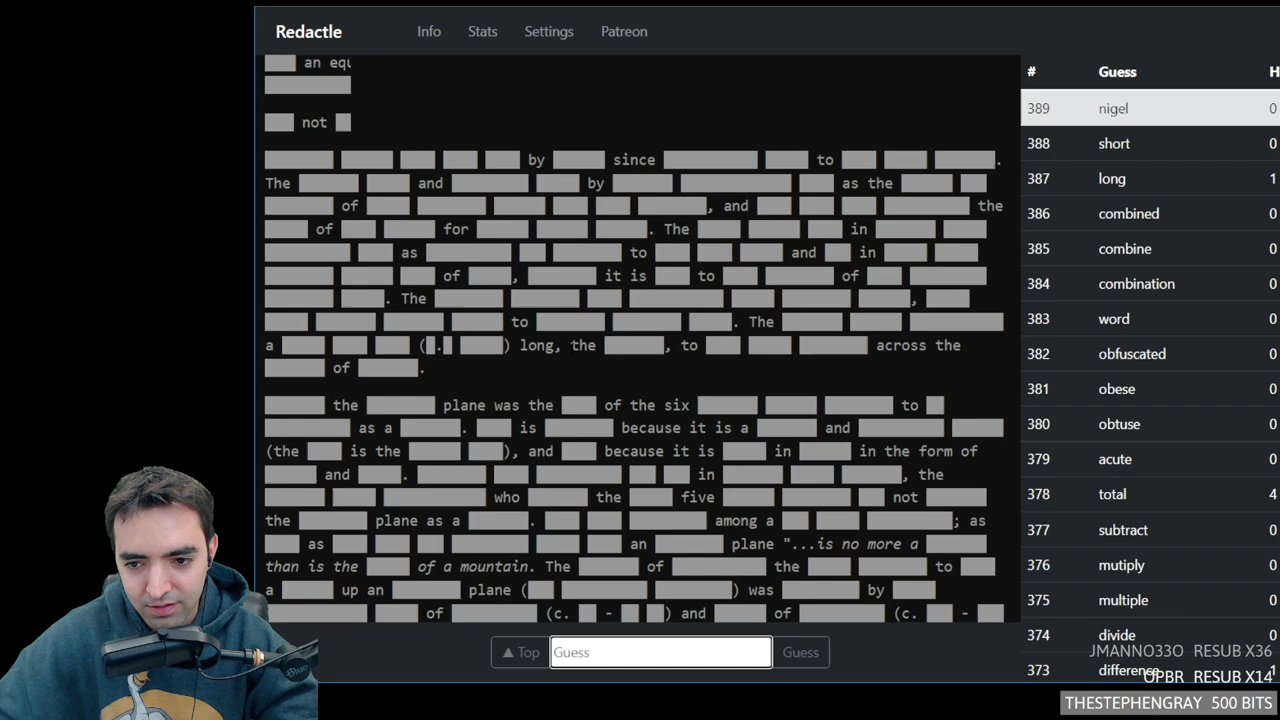 Redactle Info Stats Settings Patreon
# Guess H
an equ
not
by since to .
The and by as the
of , and the
of for . The in
as to and in
of , it is to of
. The ,
to . The
a ( . ) long, the , to across the
of .
the plane was the of the six to
as a . is because it is a and
(the is the ), and because it is in in the form of
and . in , the
who the five not
the plane as a . among a ; as
as an plane "...is no more a
than is the of a mountain. The of the to
a up an plane ( ) was by
of (c. - ) and of (c. -
389 nigel 0
388 short 0
387 long 1
386 combined 0
385 combine 0
384 combination 0
383 word 0
382 obfuscated 0
381 obese 0
380 obtuse 0
379 acute 0
378 total 4
377 subtract 0
376 mutiply 0
375 multiple 0
374 divide 0
373 difference 1
▲ Top Guess Guess
JMANNO33O RESUB X36
OPBR RESUB X14
THESTEPHENGRAY 500 BITS
Blue